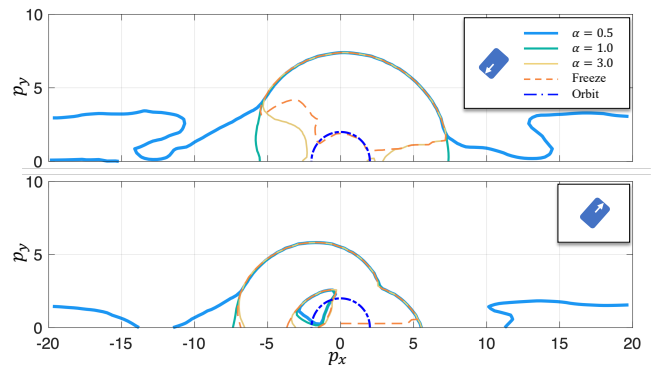 10
α = 0.5
α = 1.0
α = 3.0
Freeze
Orbit
5
p_y
0
10
5
p_y
0
-20 -15 -10 -5 0 5 10 15 20
p_x